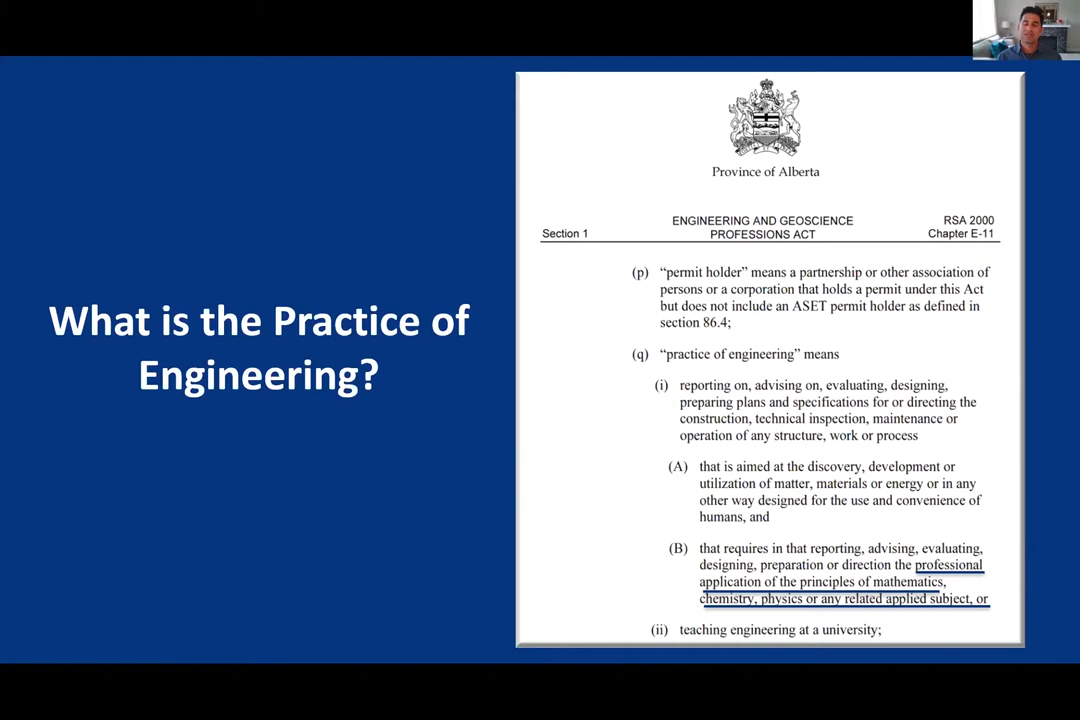 What is the Practice of
Engineering?
Province of Alberta
ENGINEERING AND GEOSCIENCE
PROFESSIONS ACT
Section 1
RSA 2000
Chapter E-11
(p) “permit holder” means a partnership or other association of
persons or a corporation that holds a permit under this Act
but does not include an ASET permit holder as defined in
section 86.4;
(q) “practice of engineering” means
(i) reporting on, advising on, evaluating, designing,
preparing plans and specifications for or directing the
construction, technical inspection, maintenance or
operation of any structure, work or process
(A) that is aimed at the discovery, development or
utilization of matter, materials or energy or in any
other way designed for the use and convenience of
humans, and
(B) that requires in that reporting, advising, evaluating,
designing, preparation or direction the professional
application of the principles of mathematics,
chemistry, physics or any related applied subject, or
(ii) teaching engineering at a university;